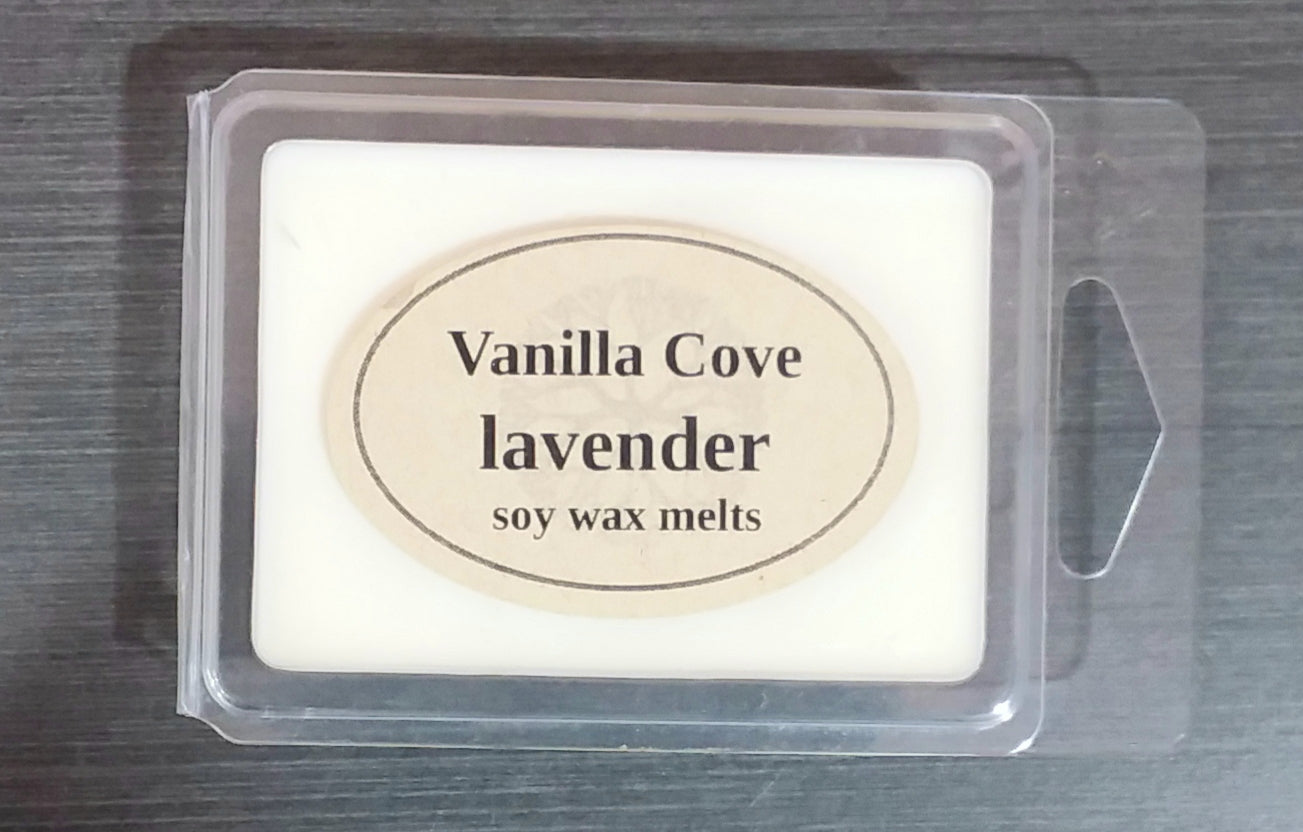 Vanilla Cove
lavender
soy wax melts